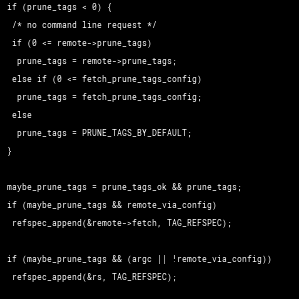 if (prune_tags < 0) {
/* no command line request */
if (0 <= remote->prune_tags)
prune_tags = remote->prune_tags;
else if (0 <= fetch_prune_tags_config)
prune_tags = fetch_prune_tags_config;
else
prune_tags = PRUNE_TAGS_BY_DEFAULT;
}
maybe_prune_tags = prune_tags_ok && prune_tags;
if (maybe_prune_tags && remote_via_config)
refspec_append(&remote->fetch, TAG_REFSPEC);
if (maybe_prune_tags && (argc || !remote_via_config))
refspec_append(&rs, TAG_REFSPEC);